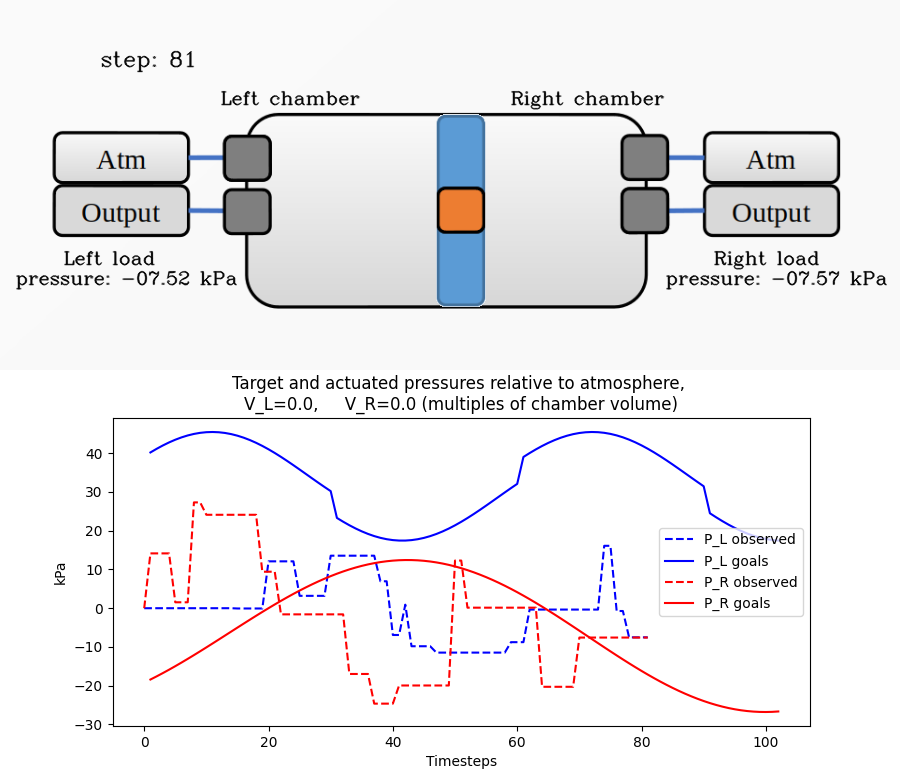 step: 81
Left chamber
Right chamber
Atm
Output
Atm
Output
Left load
pressure: -07.52 kPa
Right load
pressure: -07.57 kPa
Target and actuated pressures relative to atmosphere,
V_L=0.0,     V_R=0.0 (multiples of chamber volume)
40
30
20
10
0
−10
−20
−30
kPa
P_L observed
P_L goals
P_R observed
P_R goals
0 20 40 60 80 100
Timesteps